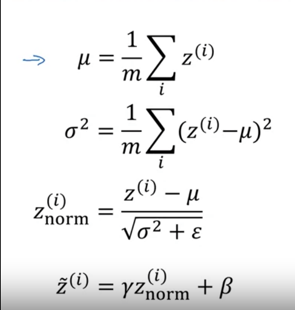 → μ = 1/m ∑_i z^(i)
σ² = 1/m ∑_i (z^(i)−μ)²
z_norm^(i) = (z^(i) − μ)/√(σ² + ε)
z̃^(i) = γz_norm^(i) + β